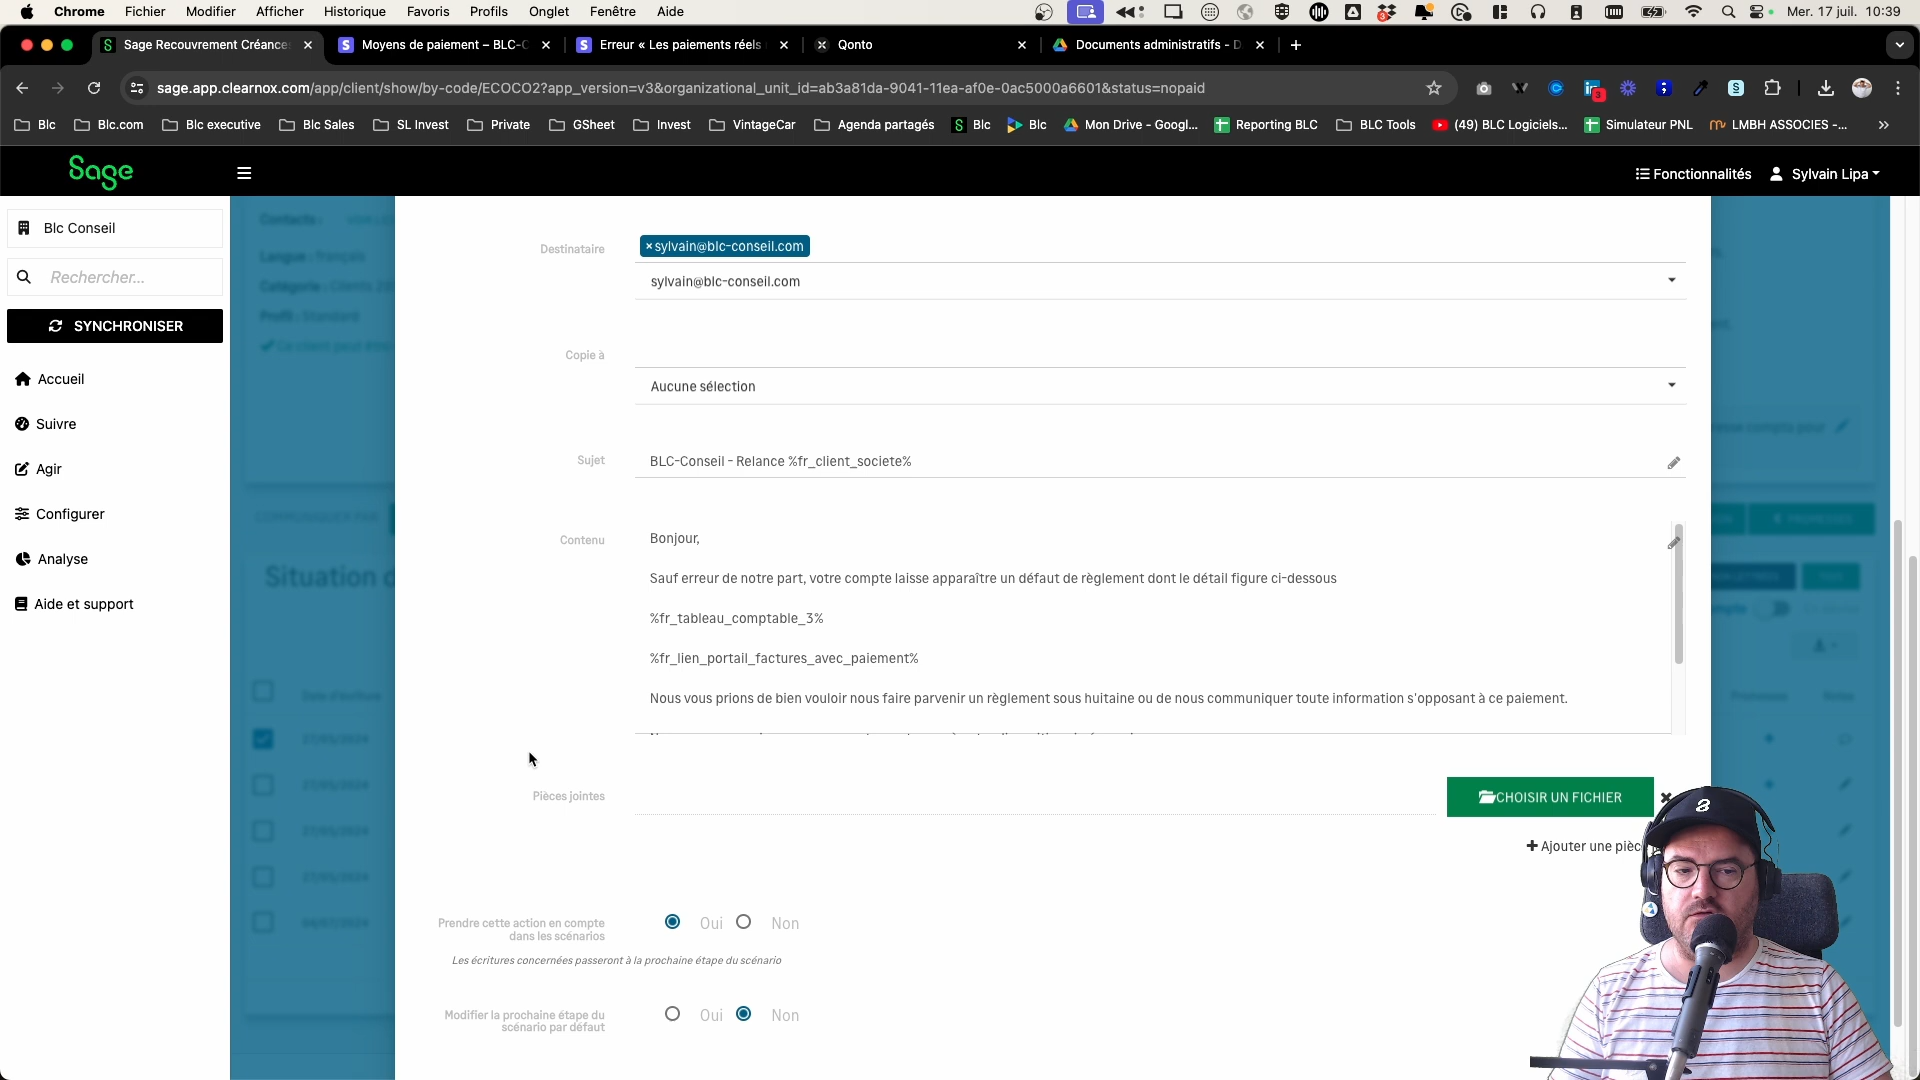 Chrome Fichier Modifier Afficher Historique Favoris Profils Onglet Fenêtre Aide
Mer. 17 juil. 10:39
Sage Recouvrement Créance
Moyens de paiement – BLC-C
Erreur « Les paiements réels
Qonto
Documents administratifs - D
sage.app.clearnox.com/app/client/show/by-code/ECOCO2?app_version=v3&organizational_unit_id=ab3a81da-9041-11ea-af0e-0ac5000a6601&status=nopaid
Blc
Blc.com
Blc executive
Blc Sales
SL Invest
Private
GSheet
Invest
VintageCar
Agenda partagés
Blc
Blc
Mon Drive - Googl...
Reporting BLC
BLC Tools
(49) BLC Logiciels...
Simulateur PNL
LMBH ASSOCIES -...
Sage
Fonctionnalités
Sylvain Lipa
Blc Conseil
Rechercher...
SYNCHRONISER
Accueil
Suivre
Agir
Configurer
Analyse
Aide et support
Contacts :
Langue : français
Catégorie : Clients 20
Profil : Standard
Situation d
Destinataire
×sylvain@blc-conseil.com
sylvain@blc-conseil.com
Copie à
Aucune sélection
Sujet
BLC-Conseil - Relance %fr_client_societe%
Contenu
Bonjour,
Sauf erreur de notre part, votre compte laisse apparaître un défaut de règlement dont le détail figure ci-dessous
%fr_tableau_comptable_3%
%fr_lien_portail_factures_avec_paiement%
Nous vous prions de bien vouloir nous faire parvenir un règlement sous huitaine ou de nous communiquer toute information s'opposant à ce paiement.
Pièces jointes
CHOISIR UN FICHIER
+ Ajouter une pièc
Prendre cette action en compte
dans les scénarios
Oui
Non
Les écritures concernées passeront à la prochaine étape du scénario
Modifier la prochaine étape du
scénario par défaut
Oui
Non